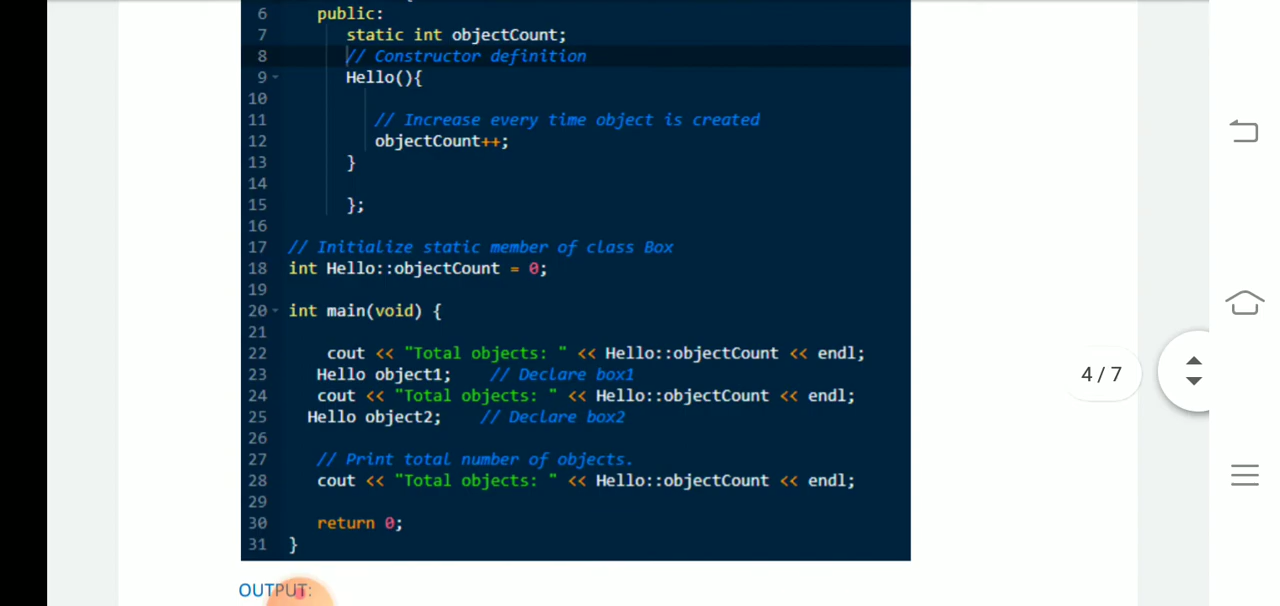 6 public:
7 static int objectCount;
8 // Constructor definition
9 Hello(){
10
11 // Increase every time object is created
12 objectCount++;
13 }
14
15 };
16
17 // Initialize static member of class Box
18 int Hello::objectCount = 0;
19
20 int main(void) {
21
22 cout << "Total objects: " << Hello::objectCount << endl;
23 Hello object1; // Declare box1
24 cout << "Total objects: " << Hello::objectCount << endl;
25 Hello object2; // Declare box2
26
27 // Print total number of objects.
28 cout << "Total objects: " << Hello::objectCount << endl;
29
30 return 0;
31 }
4 / 7
OUTPUT: